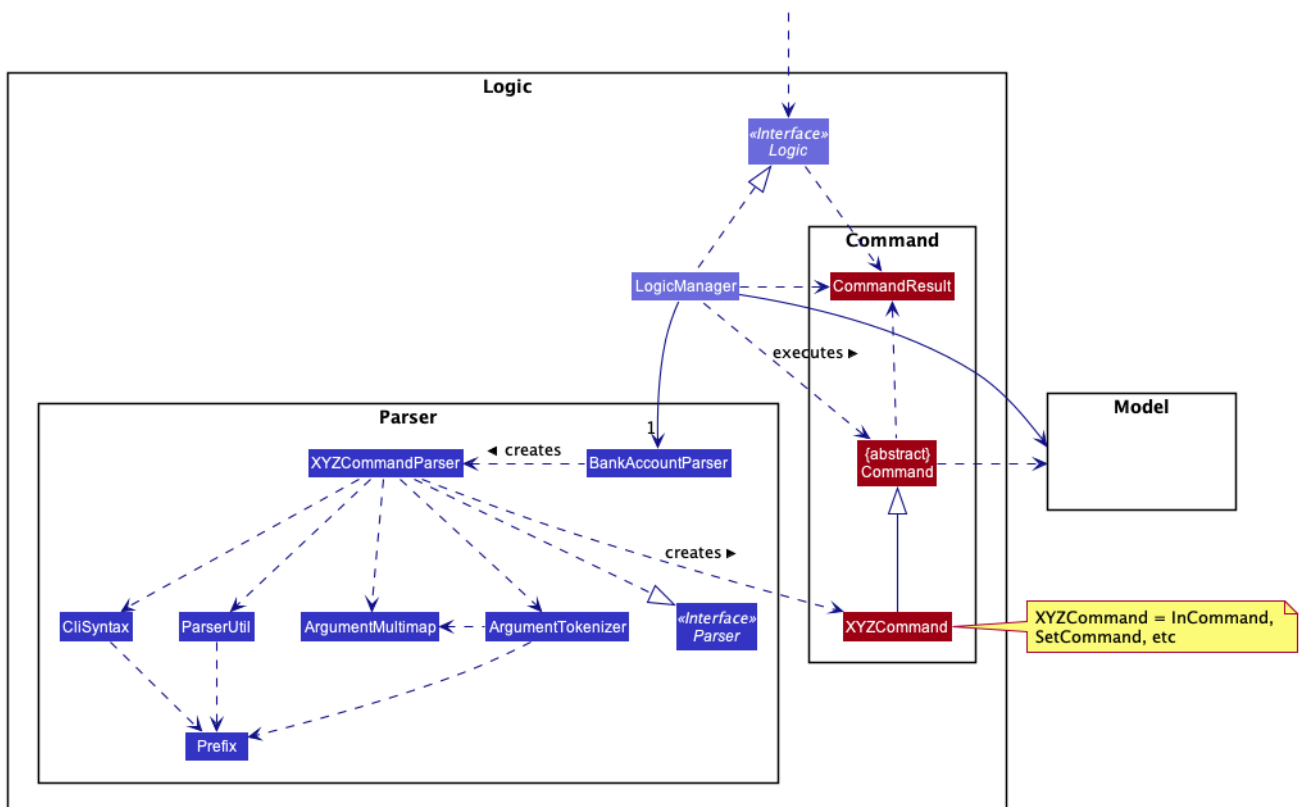 Logic
«Interface»
Logic
Command
LogicManager
CommandResult
executes ►
Model
Parser
1
◄ creates
{abstract}
Command
XYZCommandParser
BankAccountParser
creates ►
CliSyntax
ParserUtil
ArgumentMultimap
ArgumentTokenizer
«Interface»
Parser
XYZCommand
XYZCommand = InCommand,
SetCommand, etc
Prefix